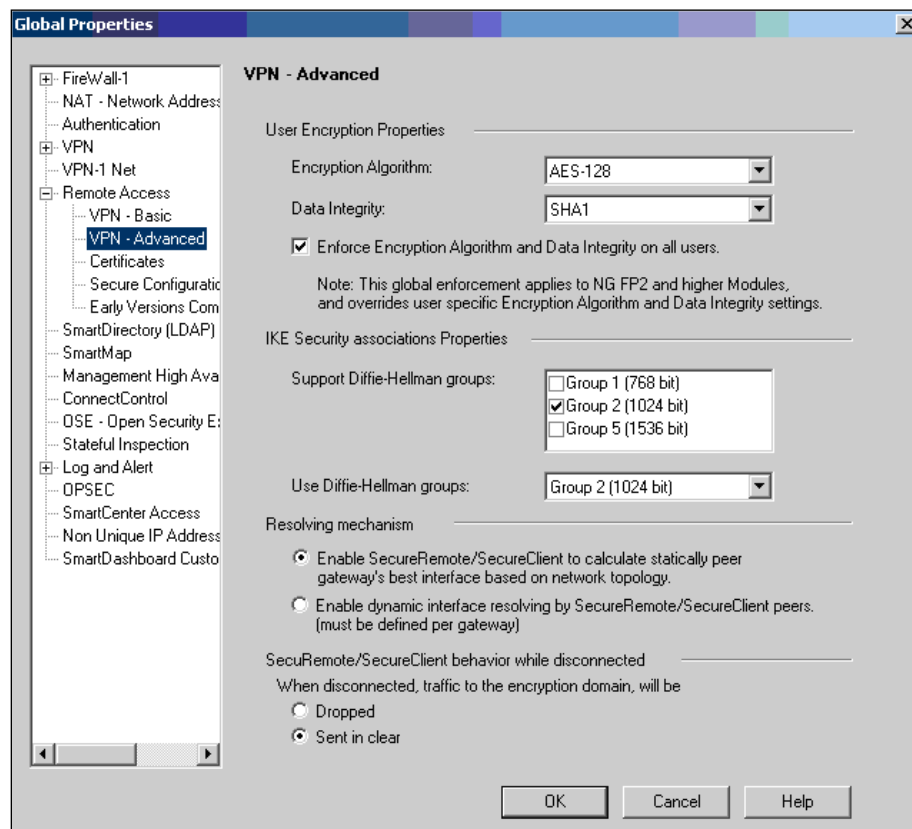 Global Properties
FireWall-1
NAT - Network Address
Authentication
VPN
VPN-1 Net
Remote Access
VPN - Basic
VPN - Advanced
Certificates
Secure Configuratio
Early Versions Com
SmartDirectory (LDAP)
SmartMap
Management High Ava
ConnectControl
OSE - Open Security E
Stateful Inspection
Log and Alert
OPSEC
SmartCenter Access
Non Unique IP Address
SmartDashboard Custo
VPN - Advanced
User Encryption Properties
Encryption Algorithm: AES-128
Data Integrity: SHA1
Enforce Encryption Algorithm and Data Integrity on all users.
Note: This global enforcement applies to NG FP2 and higher Modules,
and overrides user specific Encryption Algorithm and Data Integrity settings.
IKE Security associations Properties
Support Diffie-Hellman groups:
Group 1 (768 bit)
Group 2 (1024 bit)
Group 5 (1536 bit)
Use Diffie-Hellman groups: Group 2 (1024 bit)
Resolving mechanism
Enable SecureRemote/SecureClient to calculate statically peer
gateway's best interface based on network topology.
Enable dynamic interface resolving by SecureRemote/SecureClient peers.
(must be defined per gateway)
SecuRemote/SecureClient behavior while disconnected
When disconnected, traffic to the encryption domain, will be
Dropped
Sent in clear
OK Cancel Help